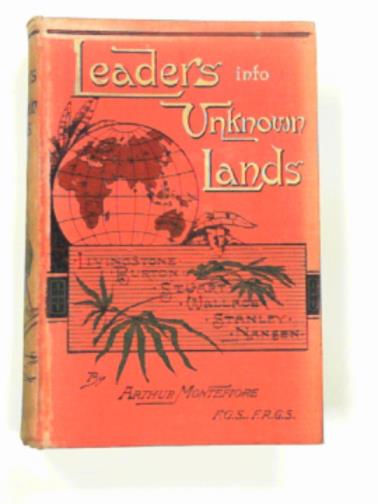 Leaders into
Unknown
Lands
Livingstone
Burton
Stuart
Wallace
Stanley
Nansen
By
Arthur Montefiore
F.G.S., F.R.G.S.